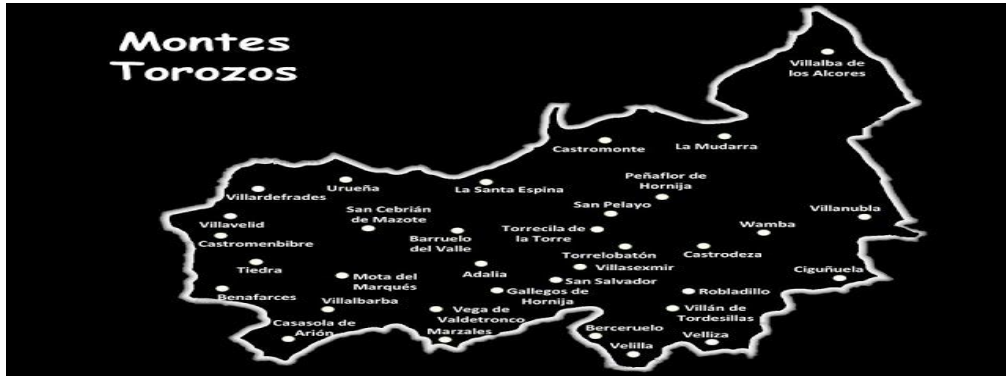 Montes
Torozos
Villalba de
los Alcores
Castromonte
La Mudarra
Peñaflor de
Hornija
Urueña
La Santa Espina
Villardefrades
San Cebrián
de Mazote
San Pelayo
Villanubla
Villavelid
Wamba
Castromenbibre
Barruelo
del Valle
Torrecila de
la Torre
Torrelobatón
Castrodeza
Tiedra
Mota del
Marqués
Adalia
Villasexmir
Ciguñuela
San Salvador
Benafarces
Gallegos de
Hornija
Robladillo
Villalbarba
Vega de
Valdetronco
Villán de
Tordesillas
Casasola de
Arión
Marzales
Berceruelo
Velilla
Velliza